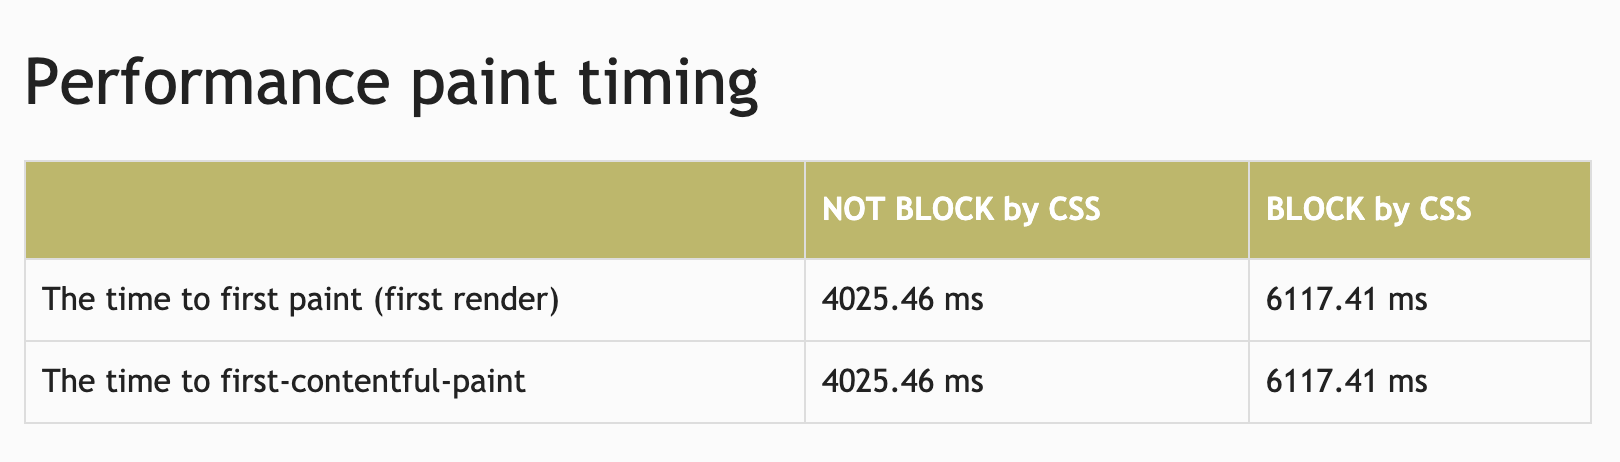 Performance paint timing
NOT BLOCK by CSS BLOCK by CSS
The time to first paint (first render) 4025.46 ms 6117.41 ms
The time to first-contentful-paint 4025.46 ms 6117.41 ms